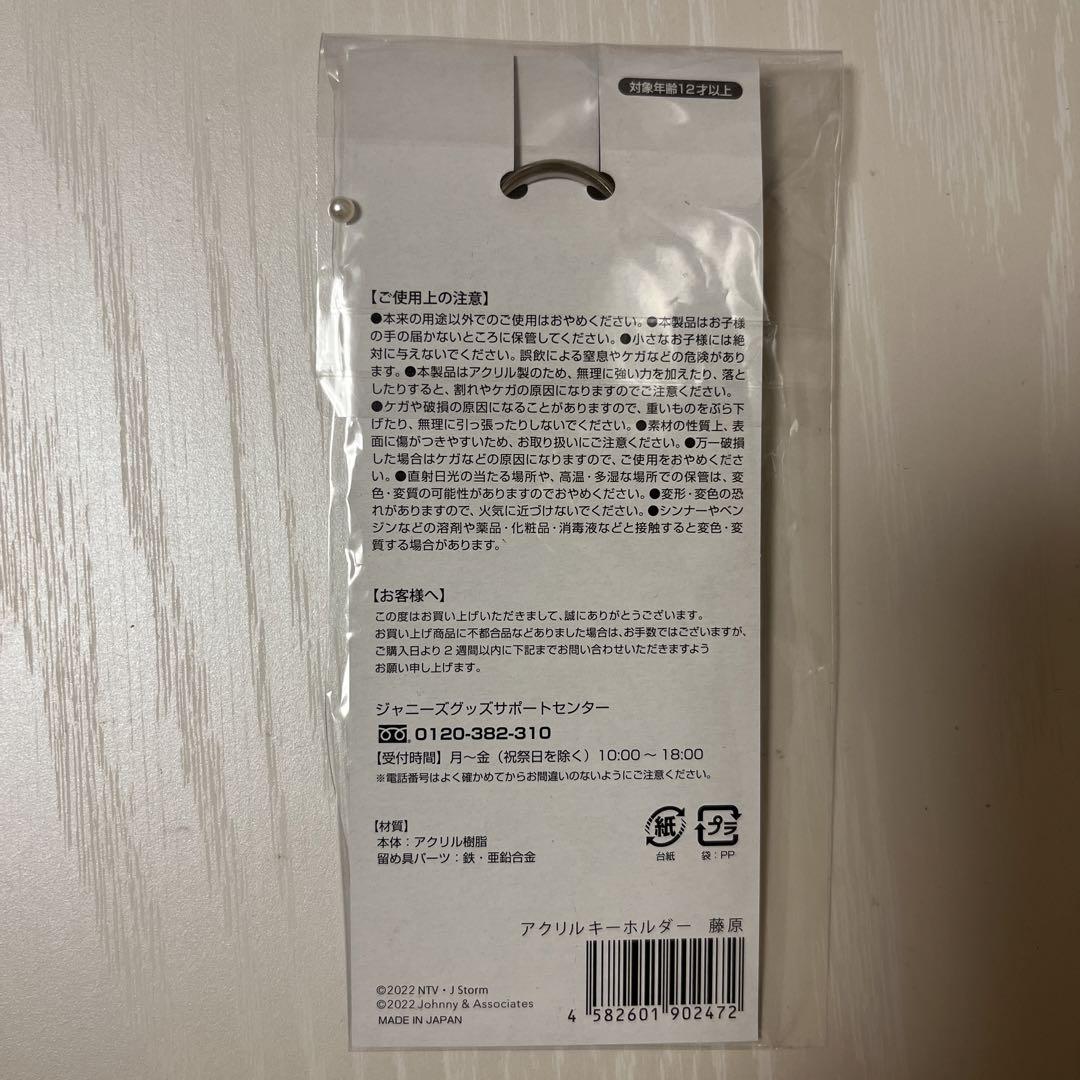 対象年齢12才以上
【ご使用上の注意】
●本来の用途以外でのご使用はおやめください。●本製品はお子様
の手の届かないところに保管してください。●小さなお子様には絶
対に与えないでください。誤飲による窒息やケガなどの危険があり
ます。●本製品はアクリル製のため、無理に強い力を加えたり、落と
したりすると、割れやケガの原因になりますのでご注意ください。
●ケガや破損の原因になることがありますので、重いものをぶら下
げたり、無理に引っ張ったりしないでください。●素材の性質上、表
面に傷がつきやすいため、お取り扱いにご注意ください。●万一破損
した場合はケガなどの原因になりますので、ご使用をおやめくださ
い。●直射日光の当たる場所や、高温・多湿な場所での保管は、変
色・変質の可能性がありますのでおやめください。●変形・変色の恐
れがありますので、火気に近づけないでください。●シンナーやベン
ジンなどの溶剤や薬品・化粧品・消毒液などと接触すると変色・変
質する場合があります。
【お客様へ】
この度はお買い上げいただきまして、誠にありがとうございます。
お買い上げ商品に不都合品などありました場合は、お手数ではございますが、
ご購入日より2週間以内に下記までお問い合わせいただきますよう
お願い申し上げます。
ジャニーズグッズサポートセンター
0120-382-310
【受付時間】月～金（祝祭日を除く）10:00～18:00
※電話番号はよく確かめてからお間違いのないようにご注意ください。
【材質】
本体：アクリル樹脂
留め具パーツ：鉄・亜鉛合金
紙
台紙
プラ
袋：PP
アクリルキーホルダー 藤原
©2022 NTV・J Storm
©2022 Johnny & Associates
MADE IN JAPAN
4 582601 902472